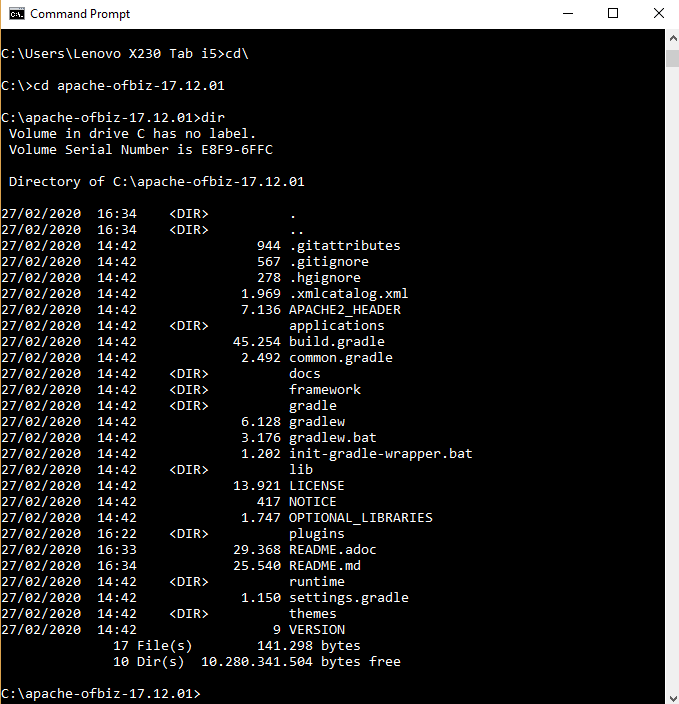 Command Prompt
C:\Users\Lenovo X230 Tab i5>cd\
C:\>cd apache-ofbiz-17.12.01
C:\apache-ofbiz-17.12.01>dir
 Volume in drive C has no label.
 Volume Serial Number is E8F9-6FFC
 Directory of C:\apache-ofbiz-17.12.01
27/02/2020  16:34    <DIR>          .
27/02/2020  16:34    <DIR>          ..
27/02/2020  14:42               944 .gitattributes
27/02/2020  14:42               567 .gitignore
27/02/2020  14:42               278 .hgignore
27/02/2020  14:42             1.969 .xmlcatalog.xml
27/02/2020  14:42             7.136 APACHE2_HEADER
27/02/2020  14:42    <DIR>          applications
27/02/2020  14:42            45.254 build.gradle
27/02/2020  14:42             2.492 common.gradle
27/02/2020  14:42    <DIR>          docs
27/02/2020  14:42    <DIR>          framework
27/02/2020  14:42    <DIR>          gradle
27/02/2020  14:42             6.128 gradlew
27/02/2020  14:42             3.176 gradlew.bat
27/02/2020  14:42             1.202 init-gradle-wrapper.bat
27/02/2020  14:42    <DIR>          lib
27/02/2020  14:42            13.921 LICENSE
27/02/2020  14:42               417 NOTICE
27/02/2020  14:42             1.747 OPTIONAL_LIBRARIES
27/02/2020  16:22    <DIR>          plugins
27/02/2020  16:33            29.368 README.adoc
27/02/2020  16:34            25.540 README.md
27/02/2020  14:42    <DIR>          runtime
27/02/2020  14:42             1.150 settings.gradle
27/02/2020  14:42    <DIR>          themes
27/02/2020  14:42                 9 VERSION
              17 File(s)        141.298 bytes
              10 Dir(s)  10.280.341.504 bytes free
C:\apache-ofbiz-17.12.01>